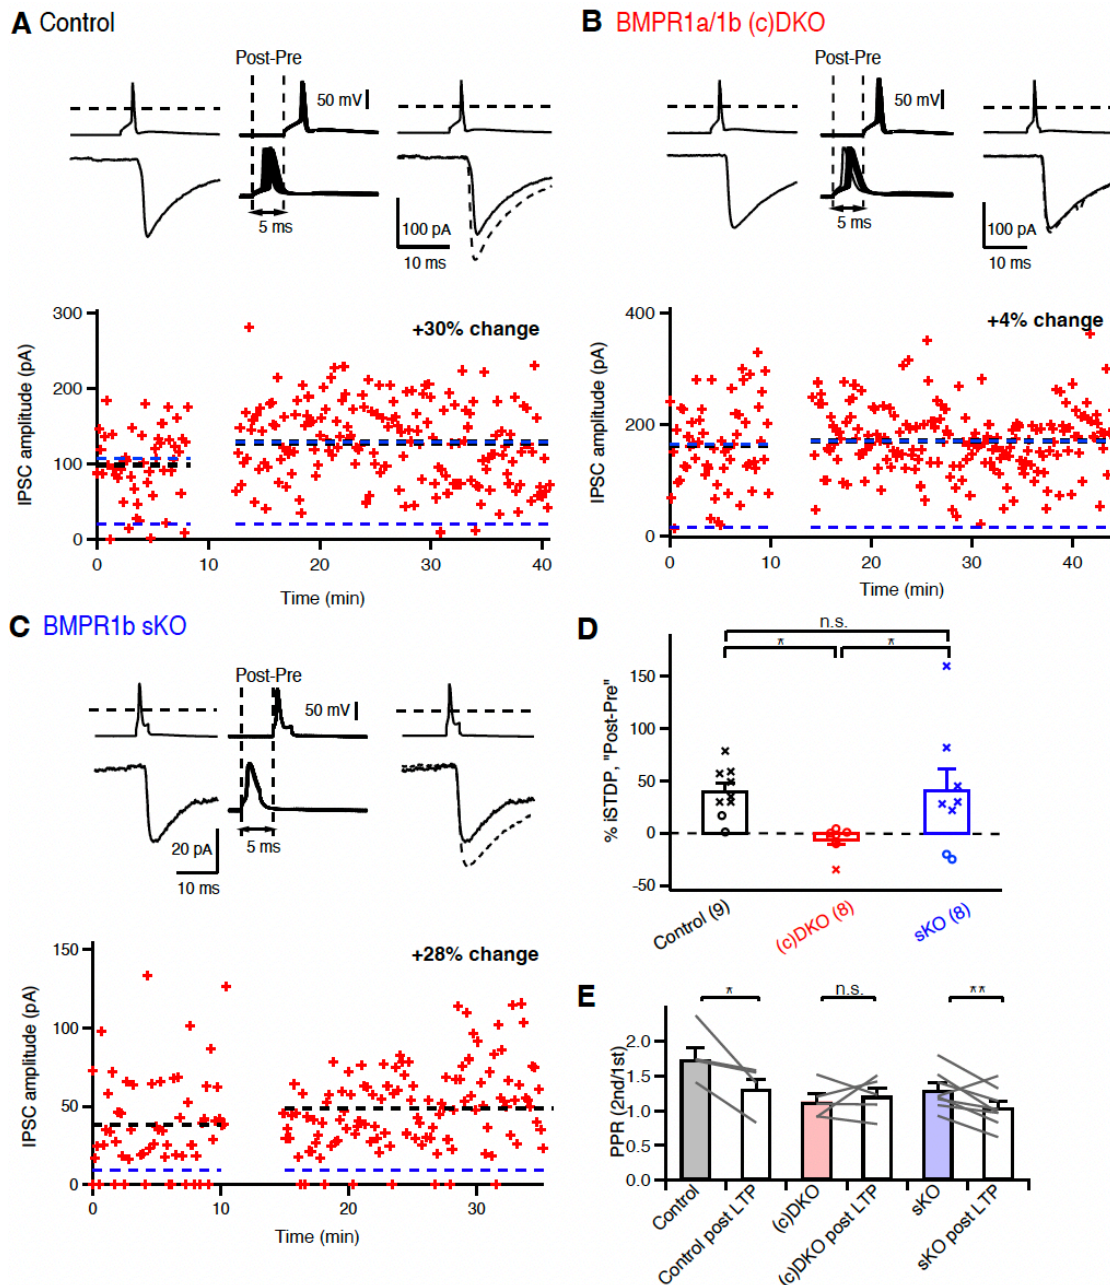 A Control
Post-Pre
50 mV
5 ms
100 pA
10 ms
300
200
100
0
IPSC amplitude (pA)
+30% change
0 10 20 30 40
Time (min)
B BMPR1a/1b (c)DKO
Post-Pre
50 mV
5 ms
100 pA
10 ms
400
200
0
IPSC amplitude (pA)
+4% change
0 10 20 30 40
Time (min)
C BMPR1b sKO
Post-Pre
50 mV
5 ms
20 pA
10 ms
150
100
50
0
IPSC amplitude (pA)
+28% change
0 10 20 30
Time (min)
D
n.s.
* *
150
100
50
0
-50
% iSTDP, "Post-Pre"
Control (9)
(c)DKO (8)
sKO (8)
E
* n.s. **
2.0
1.5
1.0
0.5
0.0
PPR (2nd/1st)
Control
Control post LTP
(c)DKO
(c)DKO post LTP
sKO
sKO post LTP